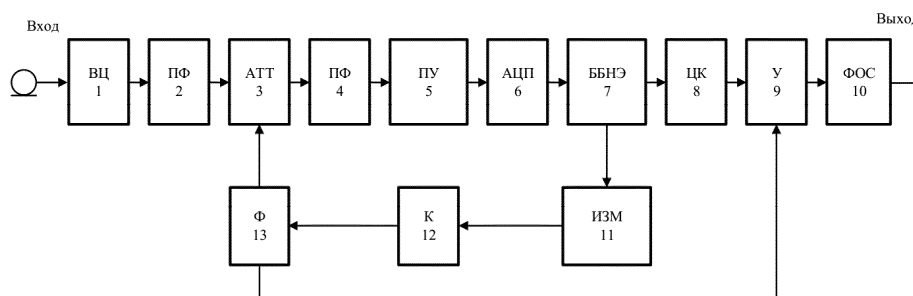 Вход
Выход
ВЦ
1
ПФ
2
АТТ
3
ПФ
4
ПУ
5
АЦП
6
ББНЭ
7
ЦК
8
У
9
ФОС
10
Ф
13
К
12
ИЗМ
11